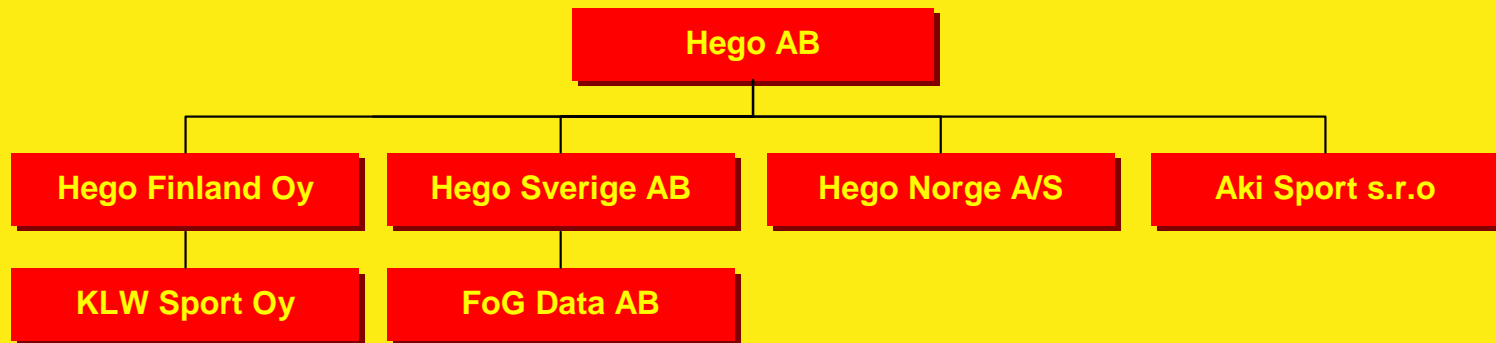 Hego AB
Hego Finland Oy
Hego Sverige AB
Hego Norge A/S
Aki Sport s.r.o
KLW Sport Oy
FoG Data AB